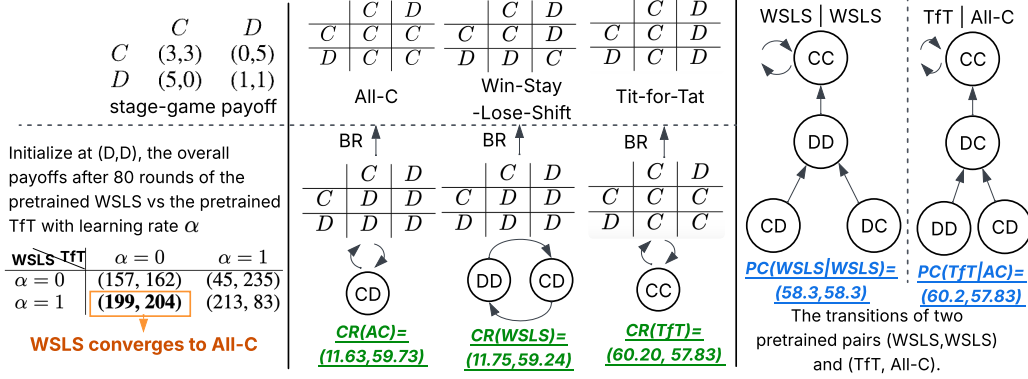 C D
C (3,3) (0,5)
D (5,0) (1,1)
stage-game payoff
Initialize at (D,D), the overall
payoffs after 80 rounds of the
pretrained WSLS vs the pretrained
TfT with learning rate α
WSLS TfT α = 0 α = 1
α = 0 (157, 162) (45, 235)
α = 1 (199, 204) (213, 83)
WSLS converges to All-C
C D
C C C
D C C
All-C
C D
C C D
D D C
Win-Stay
-Lose-Shift
C D
C C D
D C D
Tit-for-Tat
BR
C D
C D D
D D D
CD
CR(AC)=
(11.63,59.73)
BR
C D
C D D
D D D
DD CD
CR(WSLS)=
(11.75,59.24)
BR
C D
C C C
D C C
CC
CR(TfT)=
(60.20, 57.83)
WSLS | WSLS
CC
DD
CD DC
PC(WSLS|WSLS)=
(58.3,58.3)
TfT | All-C
CC
DC
DD CD
PC(TfT|AC)=
(60.2,57.83)
The transitions of two
pretrained pairs (WSLS,WSLS)
and (TfT, All-C).